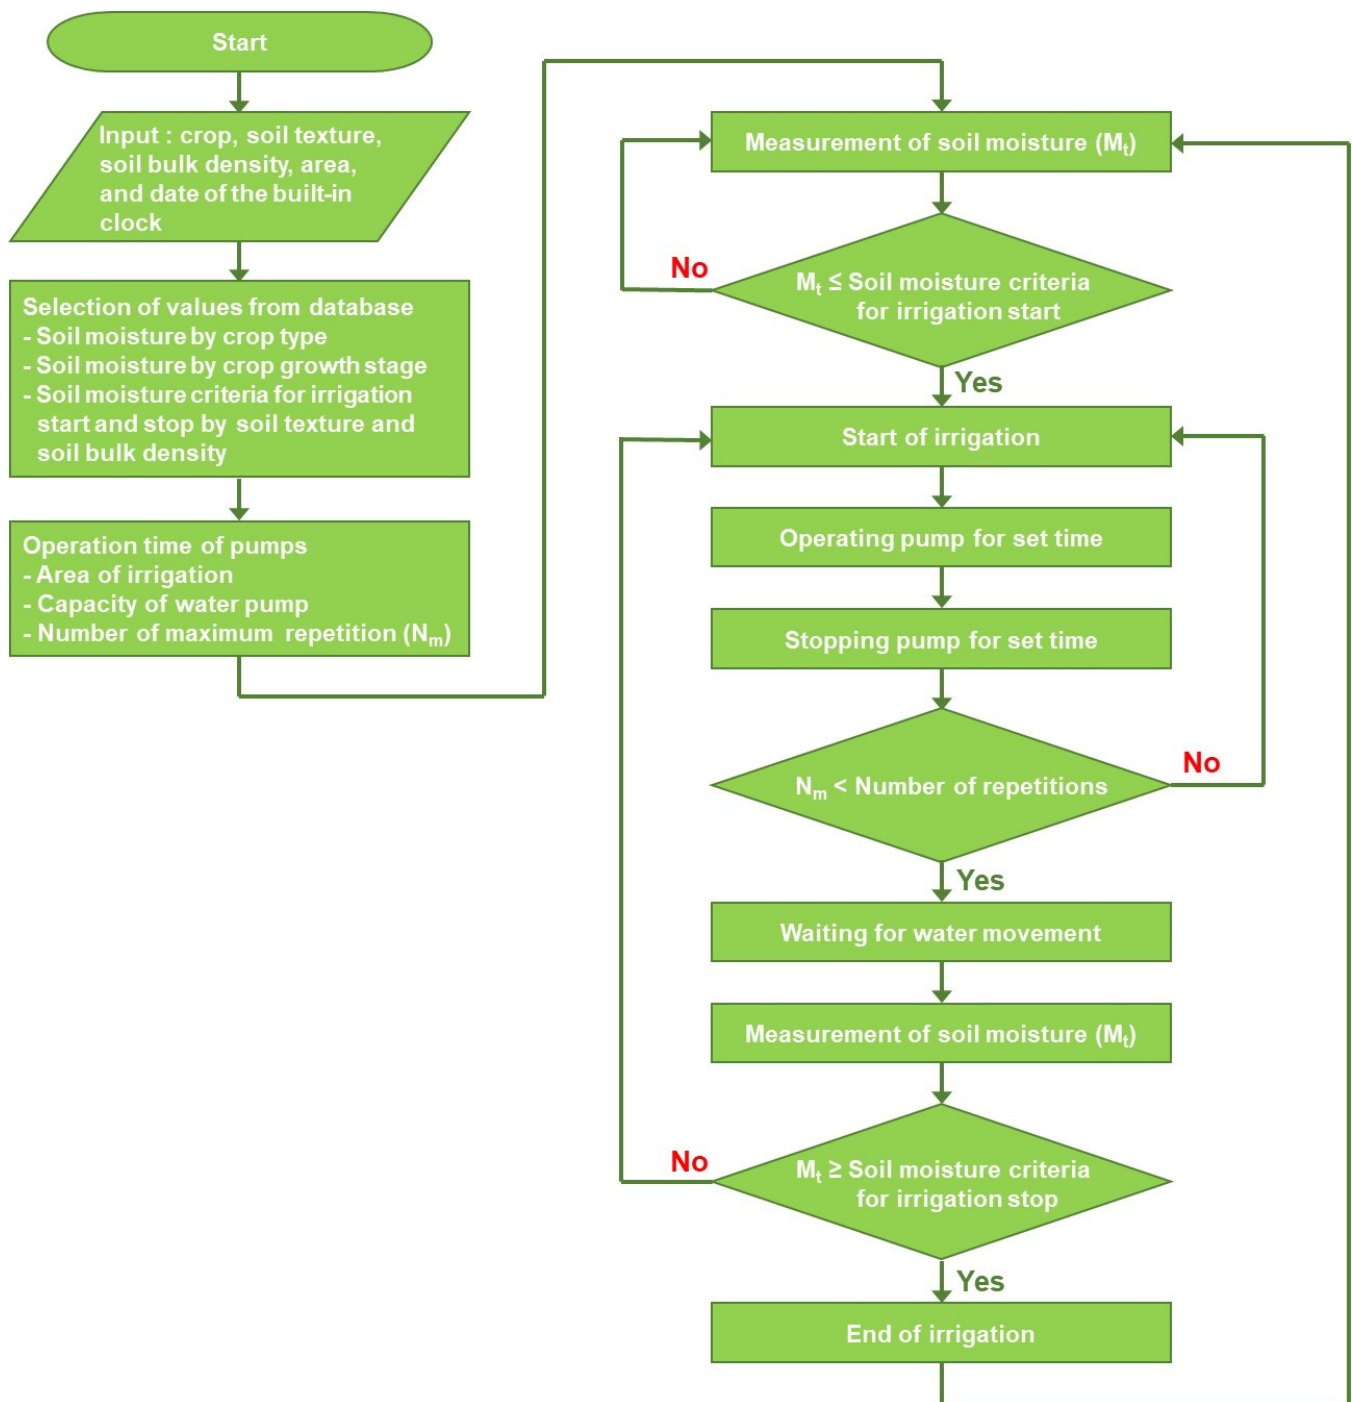 Start
Input : crop, soil texture,
soil bulk density, area,
and date of the built-in
clock
Selection of values from database
- Soil moisture by crop type
- Soil moisture by crop growth stage
- Soil moisture criteria for irrigation
start and stop by soil texture and
soil bulk density
Operation time of pumps
- Area of irrigation
- Capacity of water pump
- Number of maximum repetition (Nm)
Measurement of soil moisture (Mt)
Mt ≤ Soil moisture criteria
for irrigation start
No
Yes
Start of irrigation
Operating pump for set time
Stopping pump for set time
Nm < Number of repetitions
No
Yes
Waiting for water movement
Measurement of soil moisture (Mt)
Mt ≥ Soil moisture criteria
for irrigation stop
No
Yes
End of irrigation